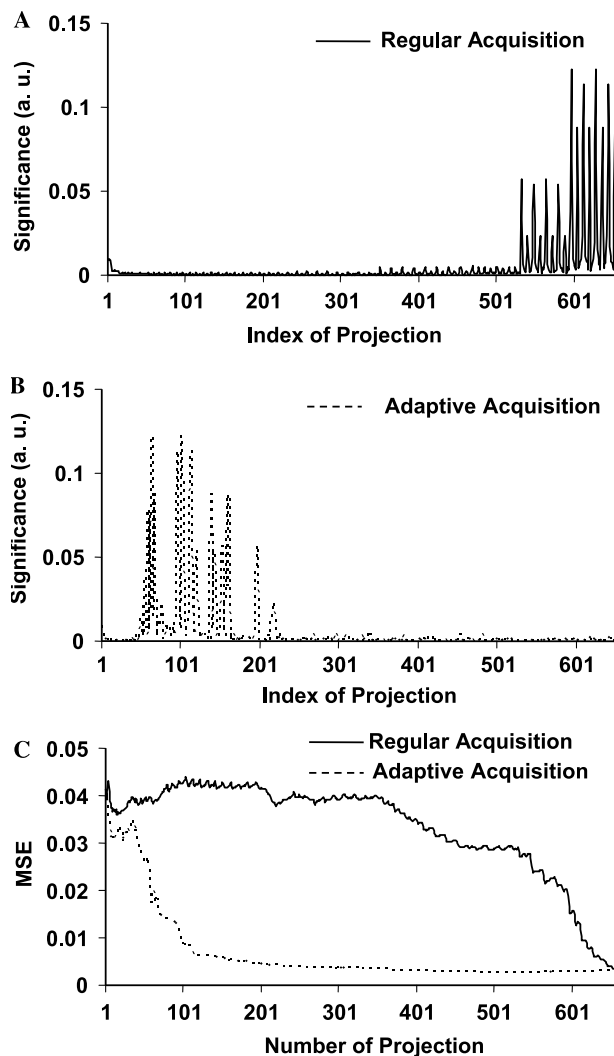 A
0.15
Regular Acquisition
0.1
0.05
0
Significance (a. u.)
1 101 201 301 401 501 601
Index of Projection
B
0.15
Adaptive Acquisition
0.1
0.05
0
Significance (a. u.)
1 101 201 301 401 501 601
Index of Projection
C
0.05
Regular Acquisition
Adaptive Acquisition
0.04
0.03
0.02
0.01
0
MSE
1 101 201 301 401 501 601
Number of Projection